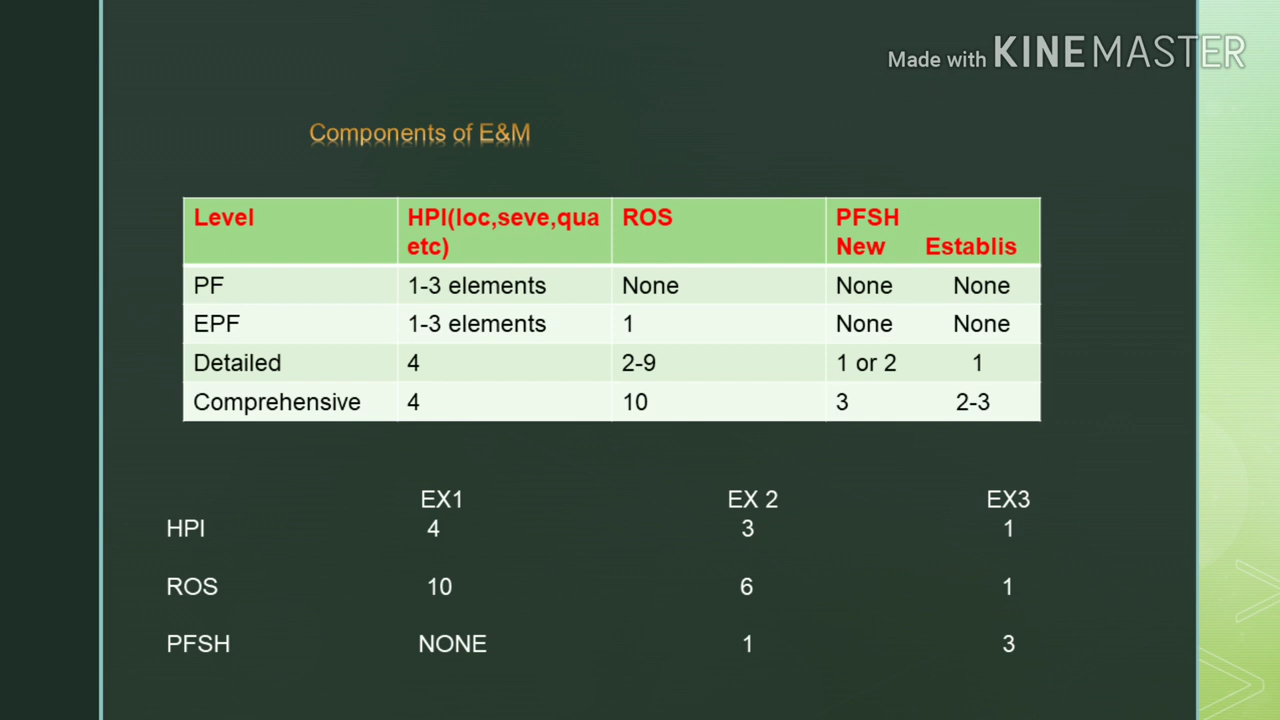 Made with KINEMASTER
Components of E&M
Level HPI(loc,seve,qua ROS PFSH
etc) New Establis
PF 1-3 elements None None None
EPF 1-3 elements 1 None None
Detailed 4 2-9 1 or 2 1
Comprehensive 4 10 3 2-3
EX1 EX 2 EX3
HPI 4 3 1
ROS 10 6 1
PFSH NONE 1 3